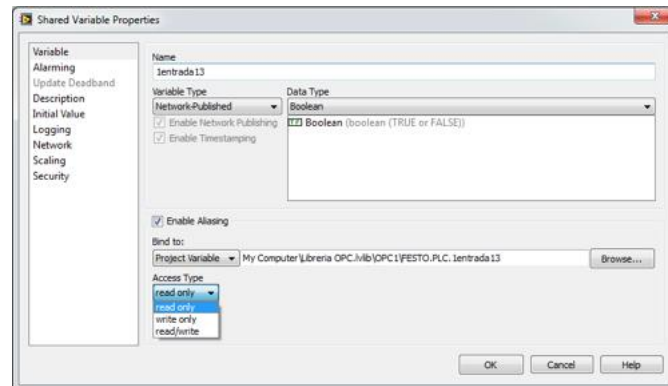 Shared Variable Properties
Variable
Alarming
Update Deadband
Description
Initial Value
Logging
Network
Scaling
Security
Name
1entrada13
Variable Type
Data Type
Network-Published
Boolean
Enable Network Publishing
Enable Timestamping
Boolean (boolean (TRUE or FALSE))
Enable Aliasing
Bind to:
Project Variable
My Computer\Libreria OPC.lvlib\OPC1\FESTO.PLC.1entrada13
Browse...
Access Type
read only
read only
write only
read/write
OK
Cancel
Help